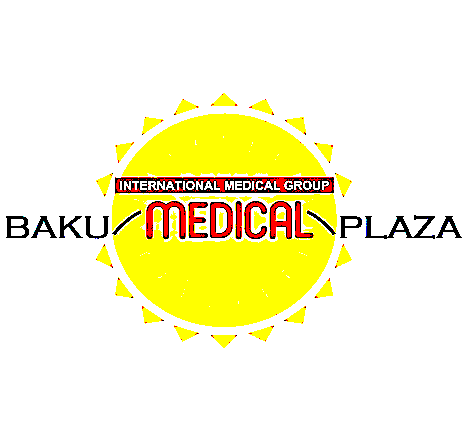 INTERNATIONAL MEDICAL GROUP
BAKU MEDICAL PLAZA